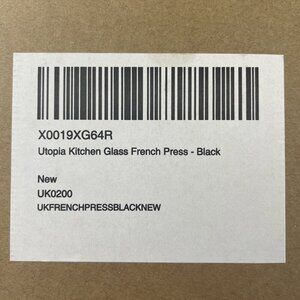 X0019XG64R
Utopia Kitchen Glass French Press - Black
New
UK0200
UKFRENCHPRESSBLACKNEW